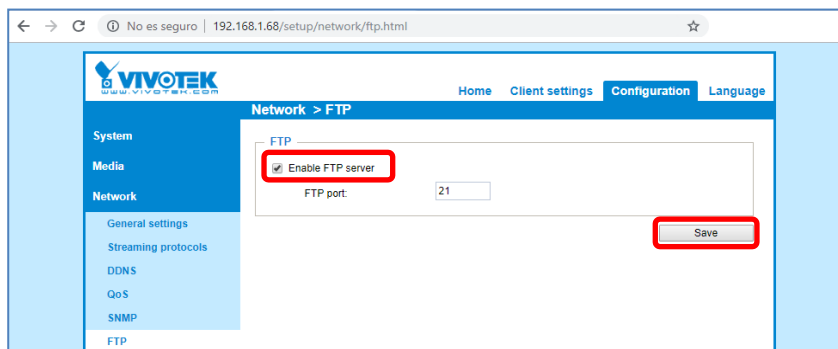 No es seguro | 192.168.1.68/setup/network/ftp.html
VIVOTEK
WWW.VIVOTEK.COM
Home Client settings Configuration Language
Network > FTP
System
Media
Network
General settings
Streaming protocols
DDNS
QoS
SNMP
FTP
FTP
Enable FTP server
FTP port: 21
Save